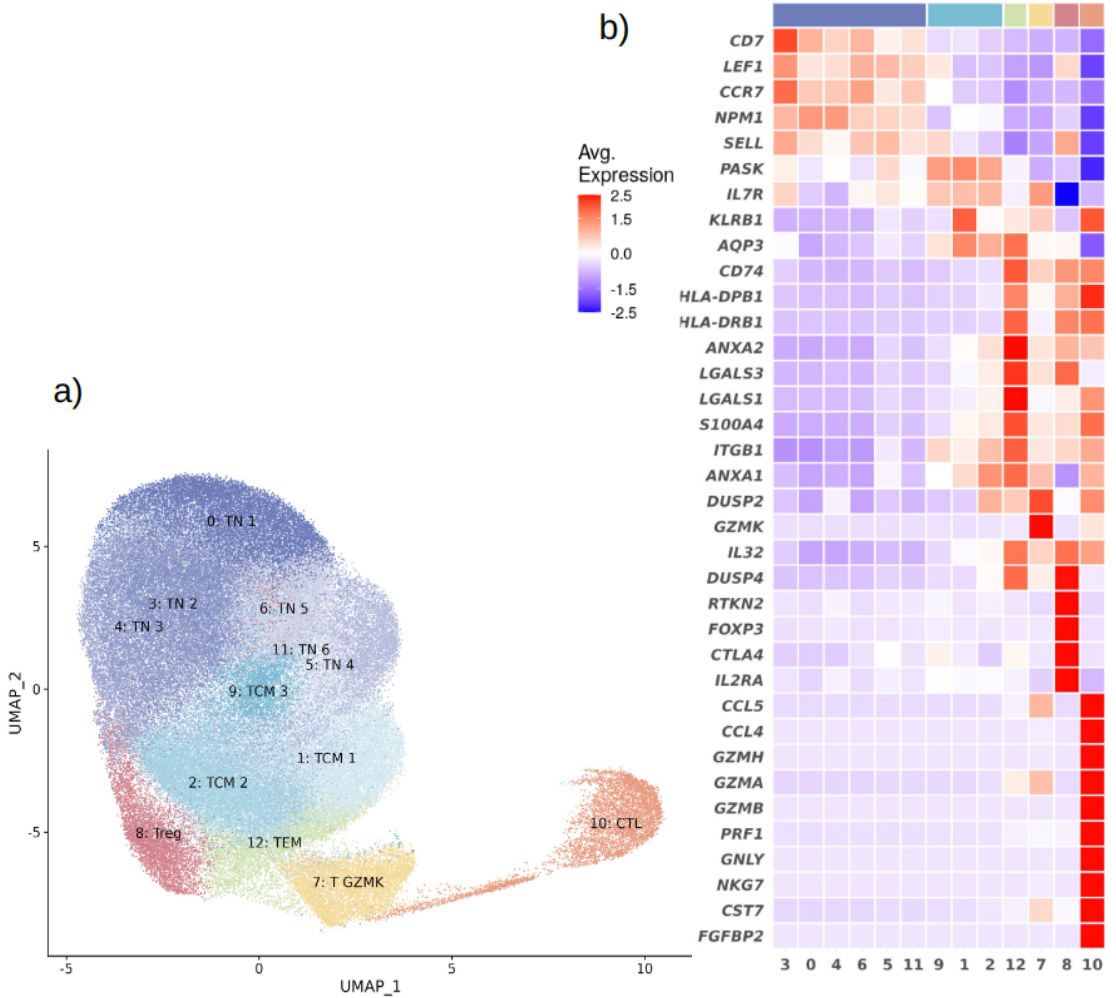 b)
CD7
LEF1
CCR7
NPM1
SELL
PASK
IL7R
KLRB1
AQP3
CD74
HLA-DPB1
HLA-DRB1
ANXA2
LGALS3
LGALS1
S100A4
ITGB1
ANXA1
DUSP2
GZMK
IL32
DUSP4
RTKN2
FOXP3
CTLA4
IL2RA
CCL5
CCL4
GZMH
GZMA
GZMB
PRF1
GNLY
NKG7
CST7
FGFBP2
3 0 4 6 5 11 9 1 2 12 7 8 10
Avg.
Expression
2.5
1.5
0.0
-1.5
-2.5
a)
UMAP_2
5
0
-5
0: TN 1
3: TN 2
4: TN 3
6: TN 5
11: TN 6
5: TN 4
9: TCM 3
1: TCM 1
2: TCM 2
8: Treg
12: TEM
7: T GZMK
10: CTL
-5 0 5 10
UMAP_1